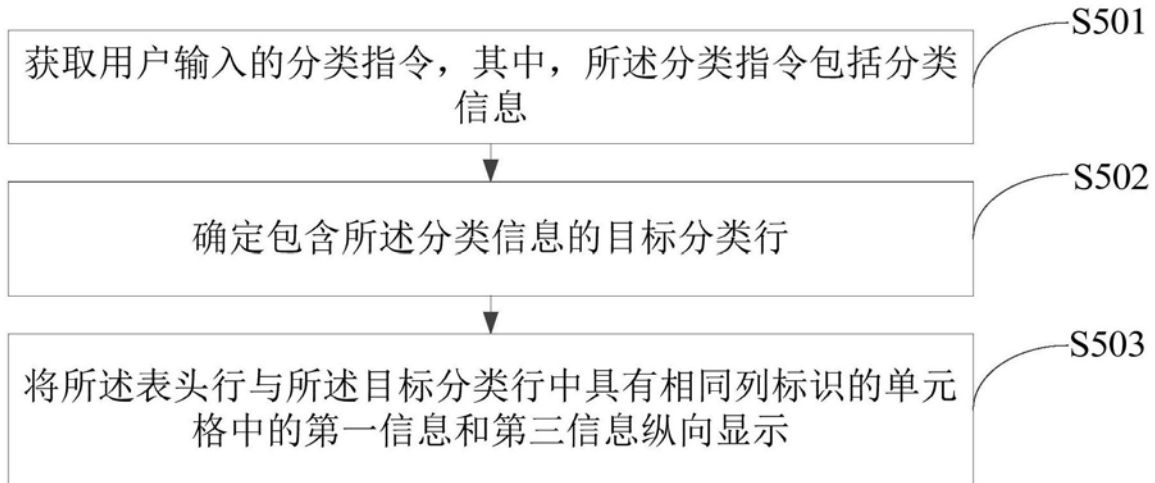 S501
获取用户输入的分类指令，其中，所述分类指令包括分类
信息
S502
确定包含所述分类信息的目标分类行
S503
将所述表头行与所述目标分类行中具有相同列标识的单元
格中的第一信息和第三信息纵向显示